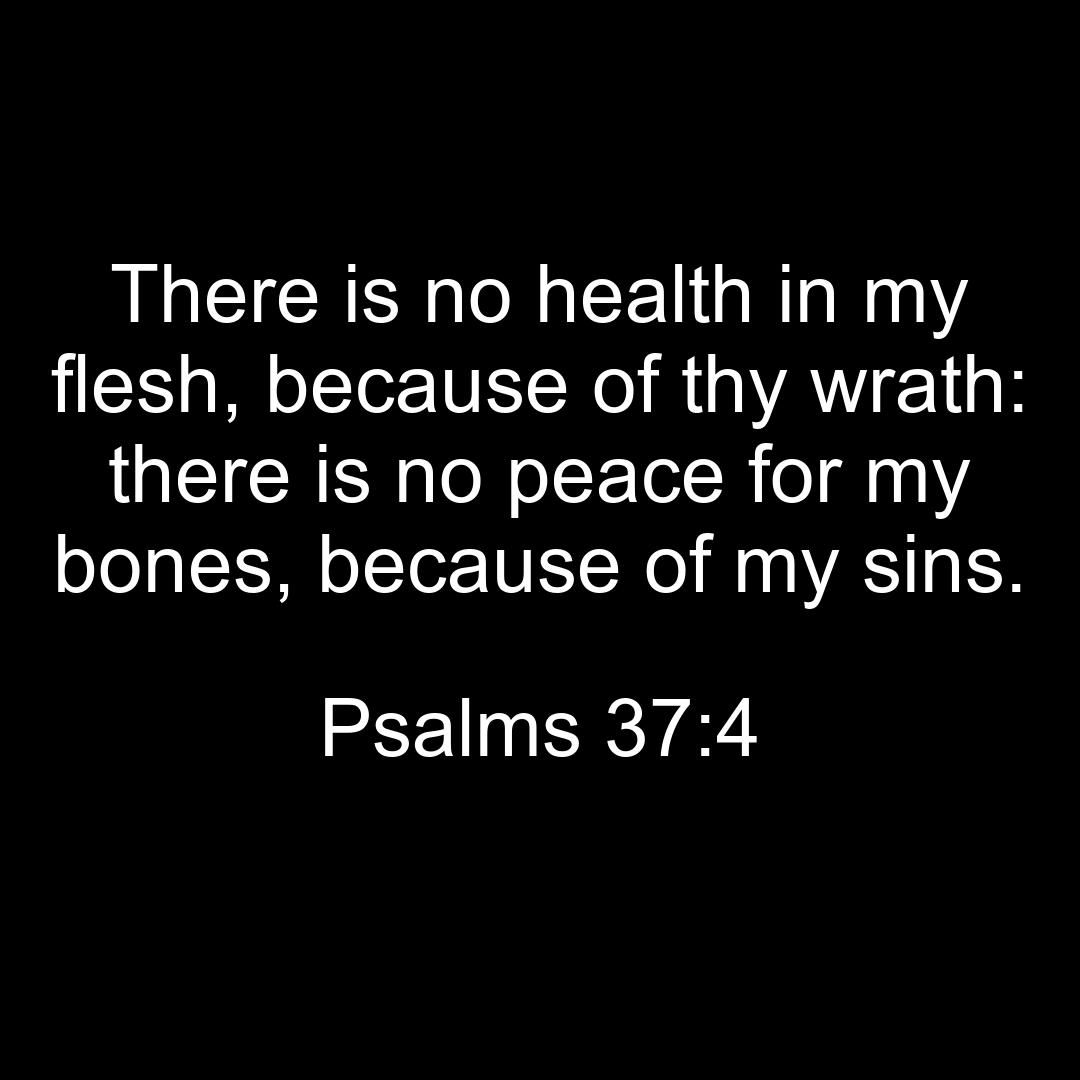 There is no health in my
flesh, because of thy wrath:
there is no peace for my
bones, because of my sins.
Psalms 37:4